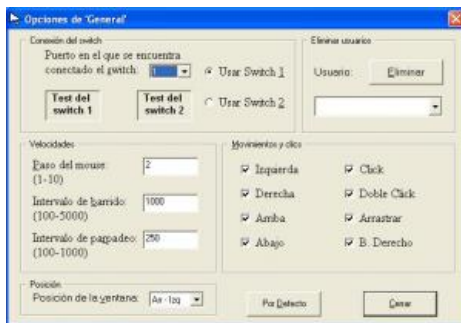 Opciones de 'General'
Conexión del switch
Puerto en el que se encuentra
conectado el switch:
1
Usar Switch 1
Usar Switch 2
Test del
switch 1
Test del
switch 2
Eliminar usuarios
Usuario:
Eliminar
Velocidades
Paso del mouse:
(1-10)
2
Intervalo de barrido:
(100-5000)
1000
Intervalo de parpadeo:
(100-1000)
250
Movimientos y clics
Izquierda
Click
Derecha
Doble Click
Arriba
Arrastrar
Abajo
B. Derecho
Posición
Posición de la ventana:
Arr - Izq
Por Defecto
Cerrar